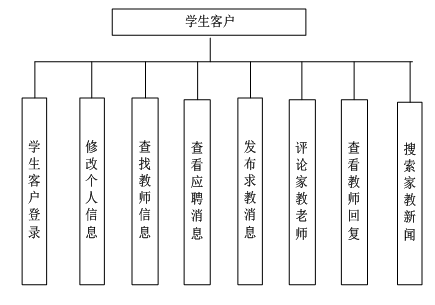 学生客户
学生客户登录
修改个人信息
查找教师信息
查看应聘消息
发布求教消息
评论家教老师
查看教师回复
搜索家教新闻